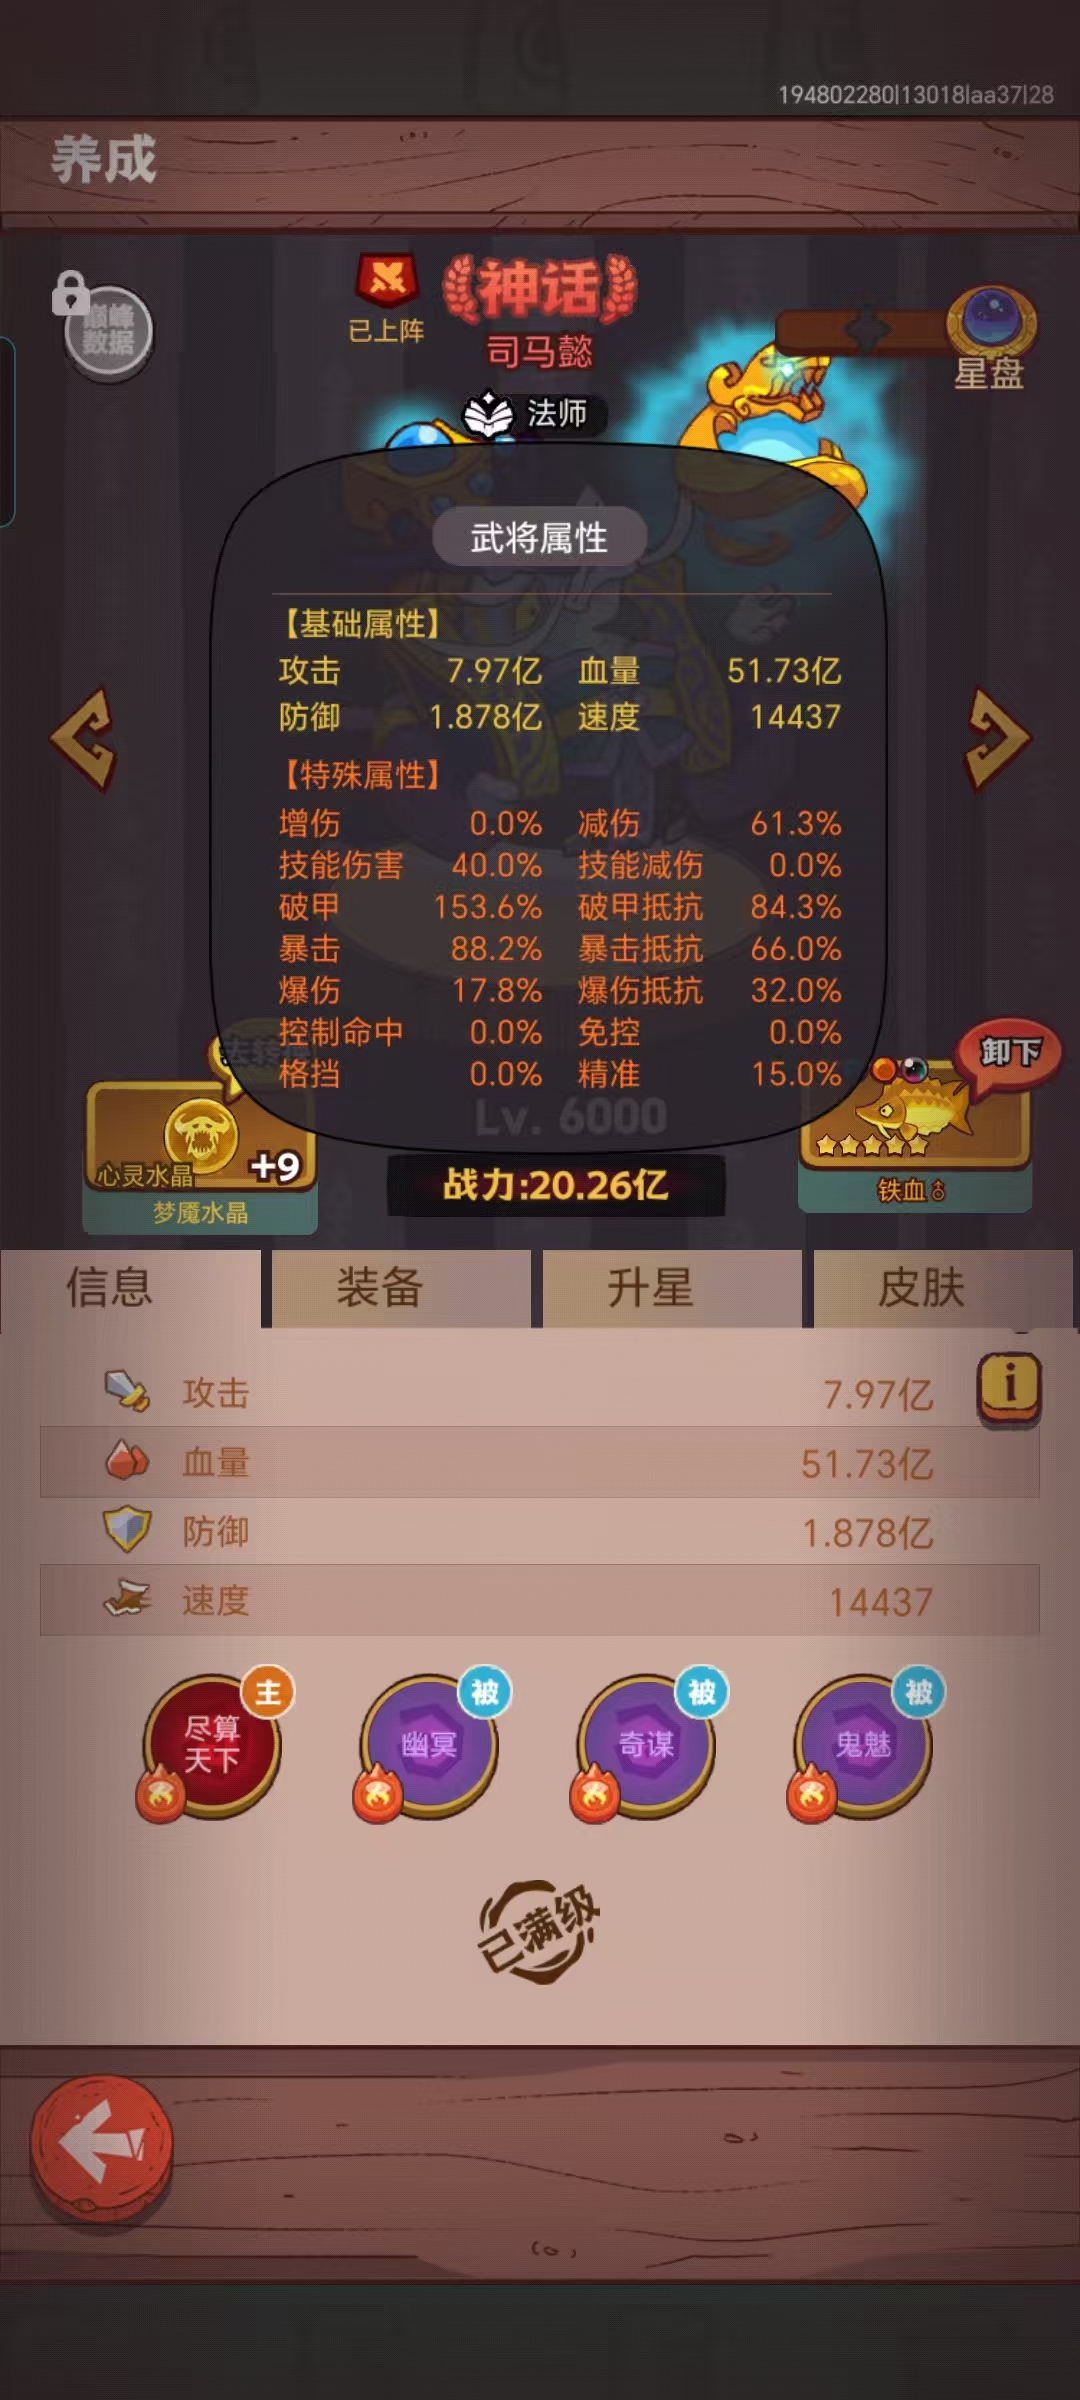 194802280|13018|aa37|28
养成
巅峰
数据
已上阵
神话
司马懿
法师
星盘
武将属性
【基础属性】
攻击 7.97亿 血量 51.73亿
防御 1.878亿 速度 14437
【特殊属性】
增伤 0.0% 减伤 61.3%
技能伤害 40.0% 技能减伤 0.0%
破甲 153.6% 破甲抵抗 84.3%
暴击 88.2% 暴击抵抗 66.0%
爆伤 17.8% 爆伤抵抗 32.0%
控制命中 0.0% 免控 0.0%
格挡 0.0% 精准 15.0%
去转换
卸下
Lv. 6000
心灵水晶 +9
梦魇水晶
战力:20.26亿
铁血♂
信息 装备 升星 皮肤
攻击 7.97亿
i
血量 51.73亿
防御 1.878亿
速度 14437
主 被 被 被
尽算
天下
幽冥 奇谋 鬼魅
已满级